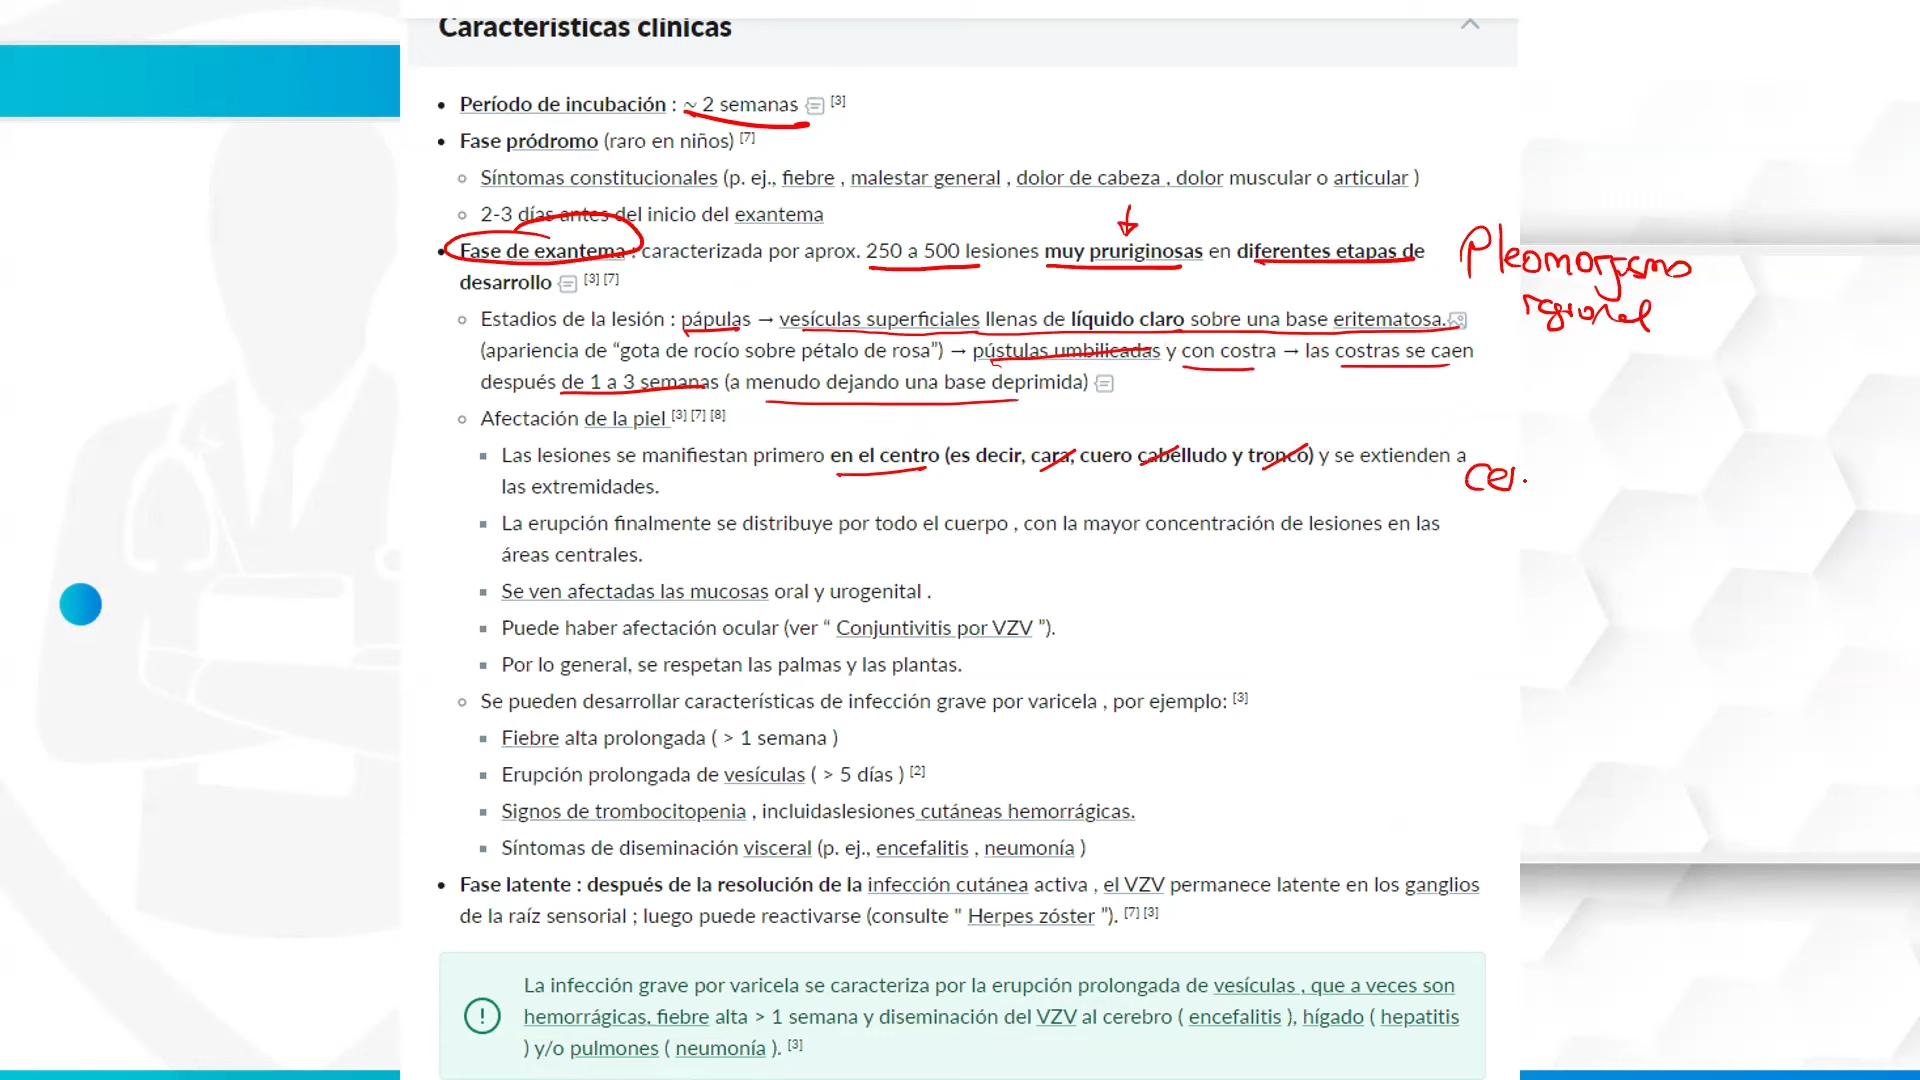 Características clínicas
• Período de incubación : ~ 2 semanas [3]
• Fase pródromo (raro en niños) [7]
◦ Síntomas constitucionales (p. ej., fiebre , malestar general , dolor de cabeza , dolor muscular o articular )
◦ 2-3 días antes del inicio del exantema
• Fase de exantema : caracterizada por aprox. 250 a 500 lesiones muy pruriginosas en diferentes etapas de
desarrollo [3] [7]
Pleomorfismo
regional
◦ Estadios de la lesión : pápulas → vesículas superficiales llenas de líquido claro sobre una base eritematosa.
(apariencia de “gota de rocío sobre pétalo de rosa”) → pústulas umbilicadas y con costra → las costras se caen
después de 1 a 3 semanas (a menudo dejando una base deprimida)
◦ Afectación de la piel [3] [7] [8]
▪ Las lesiones se manifiestan primero en el centro (es decir, cara, cuero cabelludo y tronco) y se extienden a
las extremidades.
▪ La erupción finalmente se distribuye por todo el cuerpo , con la mayor concentración de lesiones en las
áreas centrales.
▪ Se ven afectadas las mucosas oral y urogenital .
▪ Puede haber afectación ocular (ver “ Conjuntivitis por VZV ”).
▪ Por lo general, se respetan las palmas y las plantas.
◦ Se pueden desarrollar características de infección grave por varicela , por ejemplo: [3]
▪ Fiebre alta prolongada ( > 1 semana )
▪ Erupción prolongada de vesículas ( > 5 días ) [2]
▪ Signos de trombocitopenia , incluidaslesiones cutáneas hemorrágicas.
▪ Síntomas de diseminación visceral (p. ej., encefalitis , neumonía )
• Fase latente : después de la resolución de la infección cutánea activa , el VZV permanece latente en los ganglios
de la raíz sensorial ; luego puede reactivarse (consulte " Herpes zóster ”). [7] [3]
La infección grave por varicela se caracteriza por la erupción prolongada de vesículas , que a veces son
hemorrágicas, fiebre alta > 1 semana y diseminación del VZV al cerebro ( encefalitis ), hígado ( hepatitis
) y/o pulmones ( neumonía ). [3]